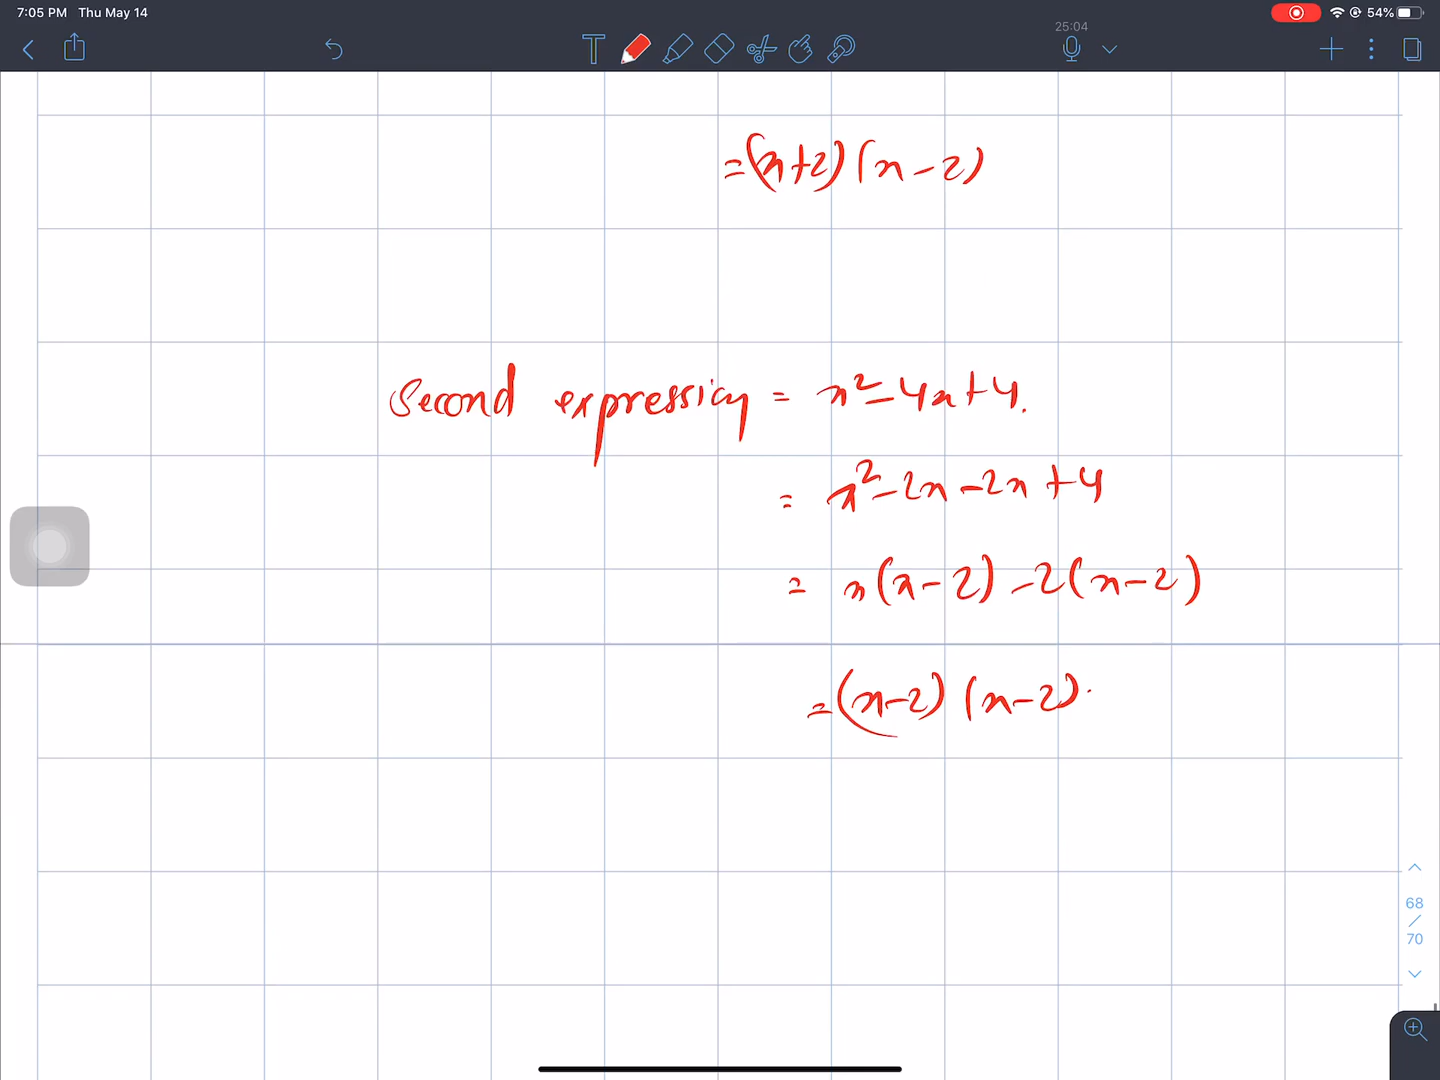 7:05 PM Thu May 14
54%
25:04
T
=(x+2)(x-2)
Second expression = x²-4x+4.
= x²-2x-2x+4
= x(x-2)-2(x-2)
=(x-2)(x-2).
68
/
70